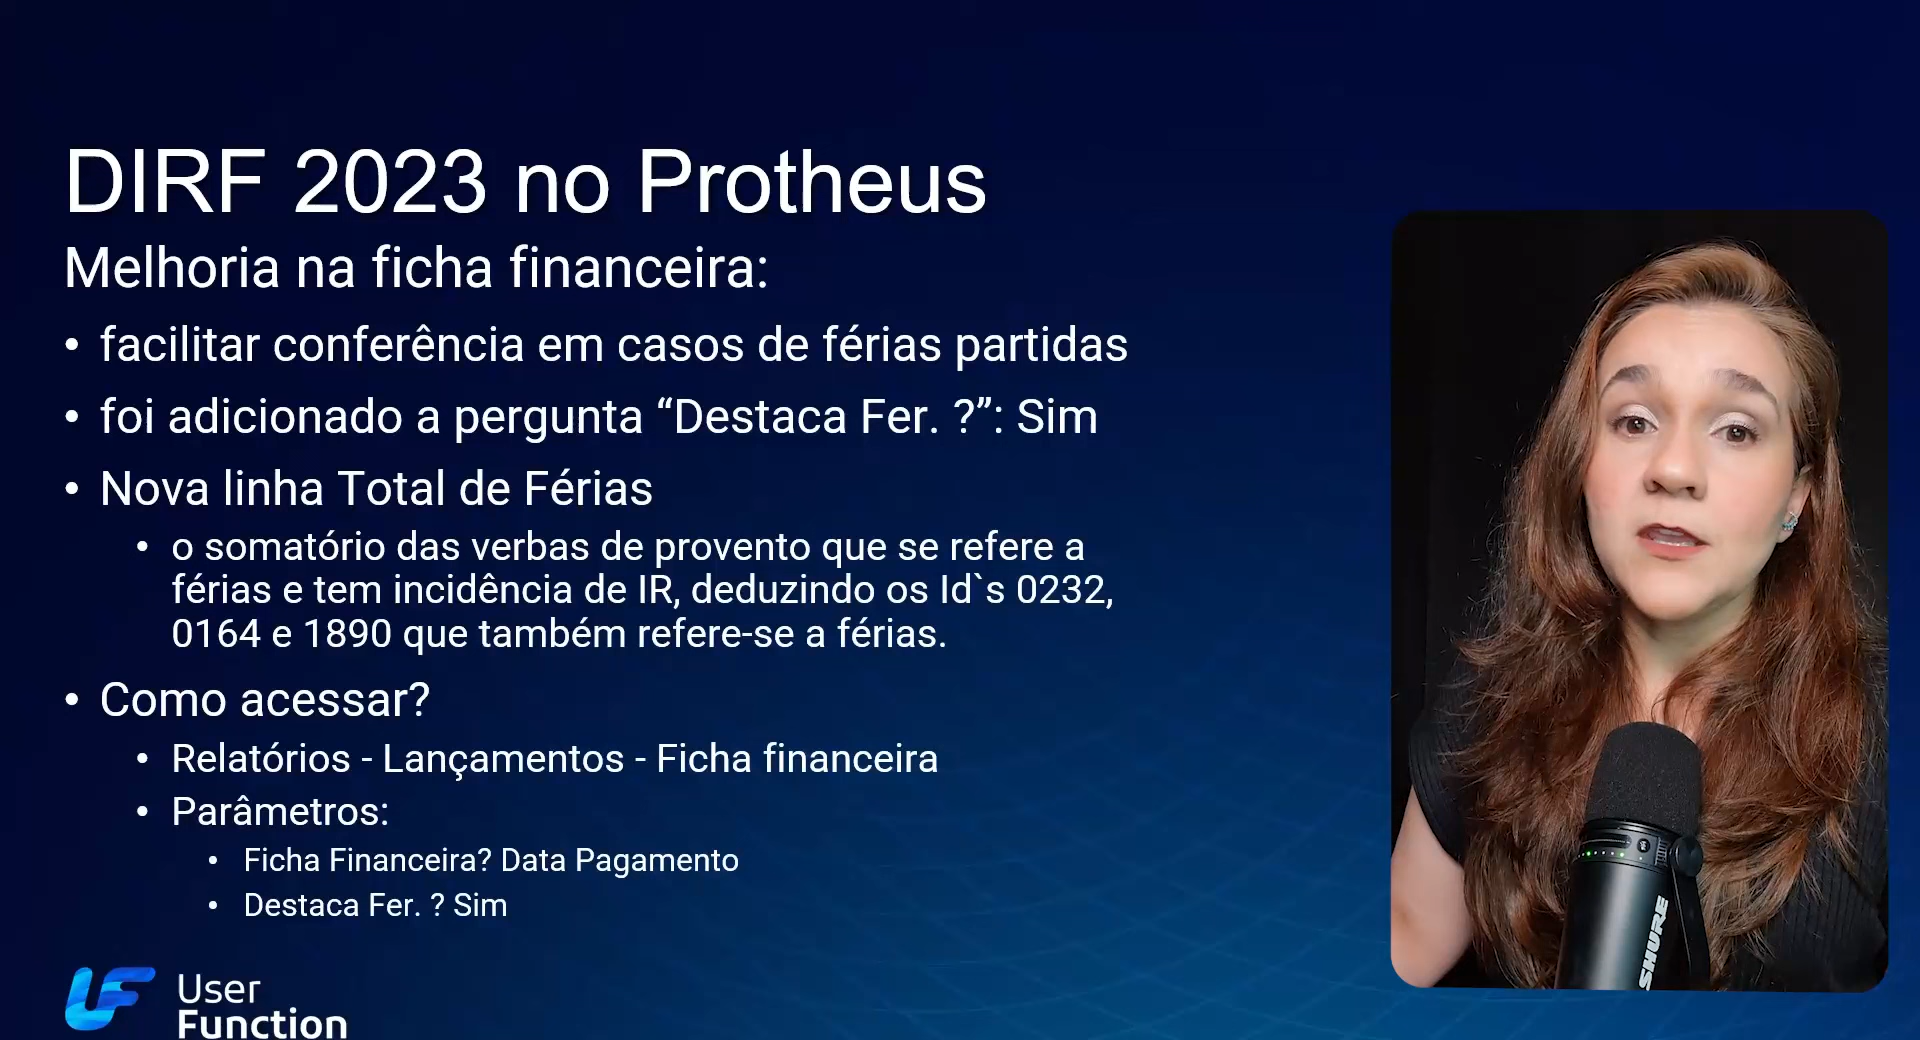 DIRF 2023 no Protheus
Melhoria na ficha financeira:
• facilitar conferência em casos de férias partidas
• foi adicionado a pergunta “Destaca Fer. ?”: Sim
• Nova linha Total de Férias
• o somatório das verbas de provento que se refere a
férias e tem incidência de IR, deduzindo os Id`s 0232,
0164 e 1890 que também refere-se a férias.
• Como acessar?
• Relatórios - Lançamentos - Ficha financeira
• Parâmetros:
• Ficha Financeira? Data Pagamento
• Destaca Fer. ? Sim
UF User
Function
SHURE